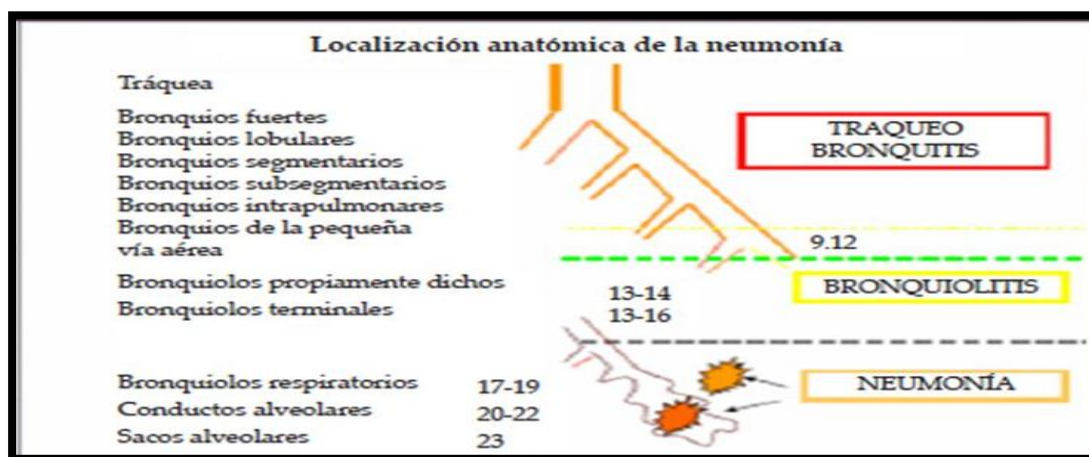 Localización anatómica de la neumonía
Tráquea
Bronquios fuertes
Bronquios lobulares
Bronquios segmentarios
Bronquios subsegmentarios
Bronquios intrapulmonares
Bronquios de la pequeña
vía aérea
Bronquiolos propiamente dichos
Bronquiolos terminales
Bronquiolos respiratorios 17-19
Conductos alveolares 20-22
Sacos alveolares 23
TRAQUEO
BRONQUITIS
9.12
BRONQUIOLITIS
13-14
13-16
NEUMONÍA